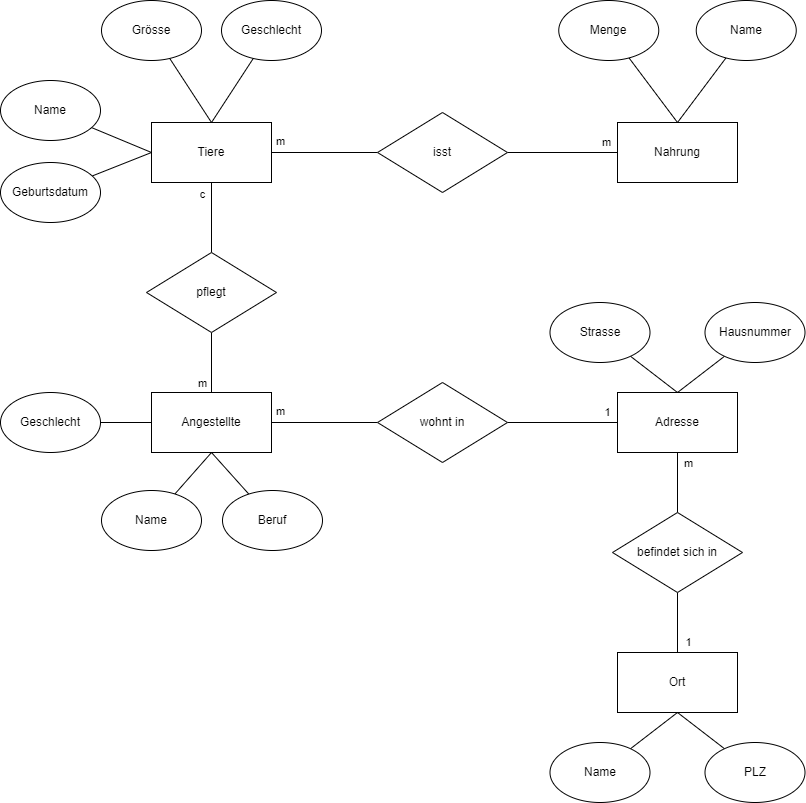 Grösse
Geschlecht
Menge
Name
Name
Tiere
m
isst
m
Nahrung
Geburtsdatum
c
pflegt
Strasse
Hausnummer
m
Geschlecht
Angestellte
m
wohnt in
1
Adresse
m
Name
Beruf
befindet sich in
1
Ort
Name
PLZ